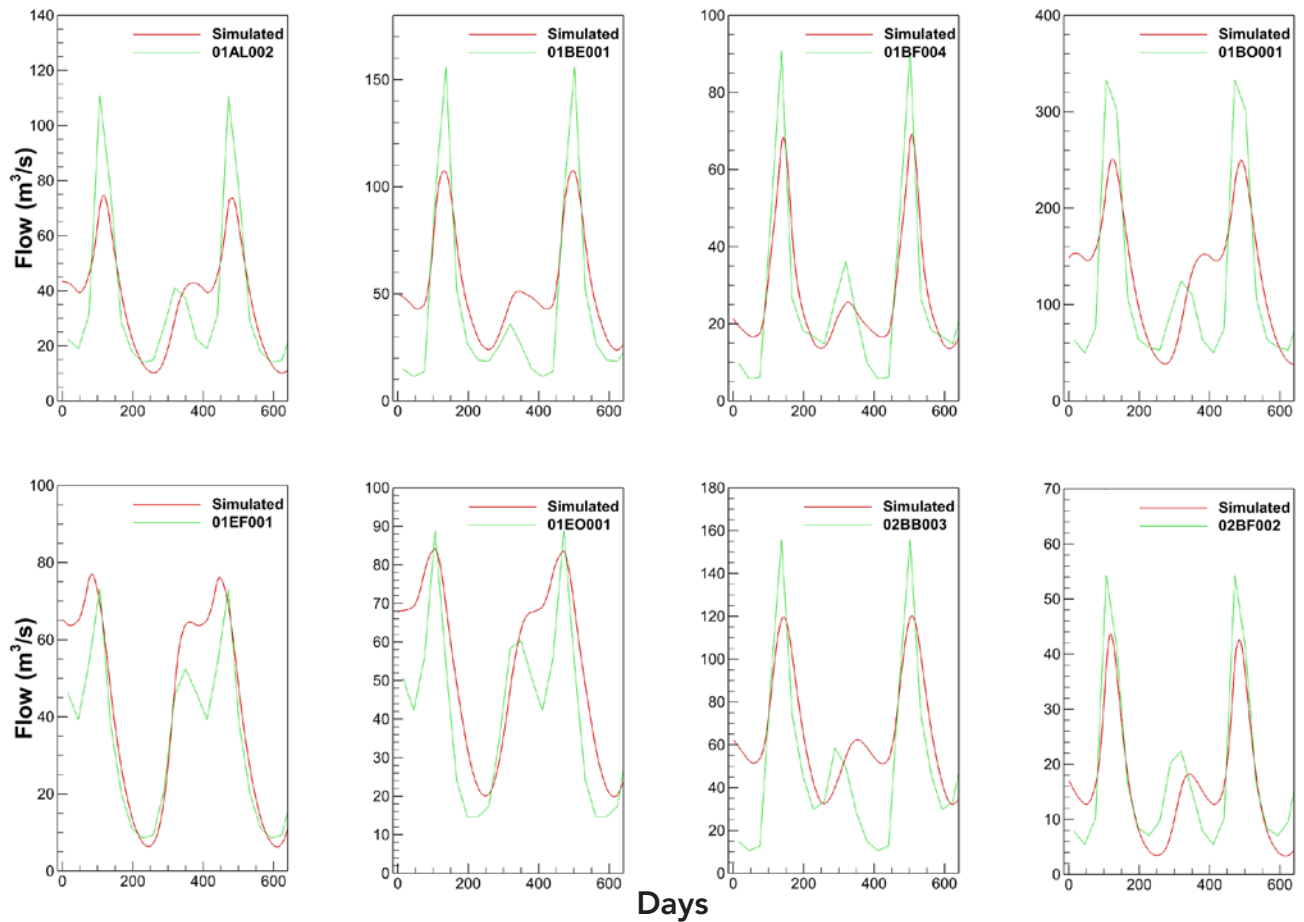 140
120
100
80
60
40
20
0
Flow (m³/s)
Simulated
01AL002
0 200 400 600
150
100
50
0
Simulated
01BE001
0 200 400 600
100
80
60
40
20
0
Simulated
01BF004
0 200 400 600
400
300
200
100
0
Simulated
01BO001
0 200 400 600
100
80
60
40
20
0
Flow (m³/s)
Simulated
01EF001
0 200 400 600
100
90
80
70
60
50
40
30
20
10
0
Simulated
01EO001
0 200 400 600
180
160
140
120
100
80
60
40
20
0
Simulated
02BB003
0 200 400 600
70
60
50
40
30
20
10
0
Simulated
02BF002
0 200 400 600
Days